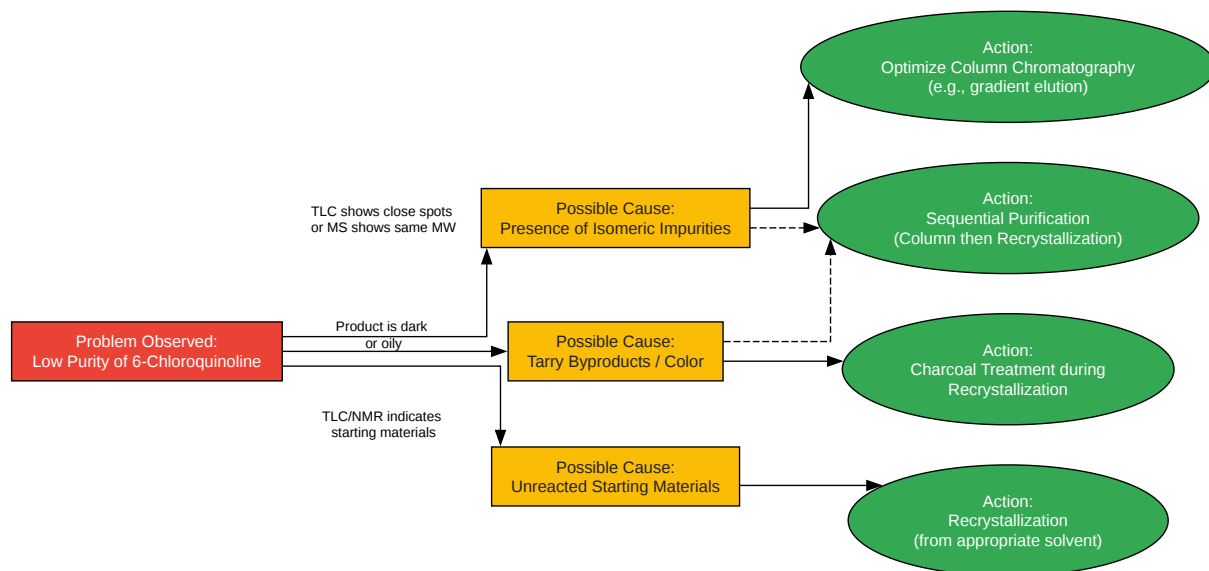 Action:
Optimize Column Chromatography
(e.g., gradient elution)
TLC shows close spots
or MS shows same MW
Possible Cause:
Presence of Isomeric Impurities
Action:
Sequential Purification
(Column then Recrystallization)
Problem Observed:
Low Purity of 6-Chloroquinoline
Product is dark
or oily
Possible Cause:
Tarry Byproducts / Color
Action:
Charcoal Treatment during
Recrystallization
TLC/NMR indicates
starting materials
Possible Cause:
Unreacted Starting Materials
Action:
Recrystallization
(from appropriate solvent)